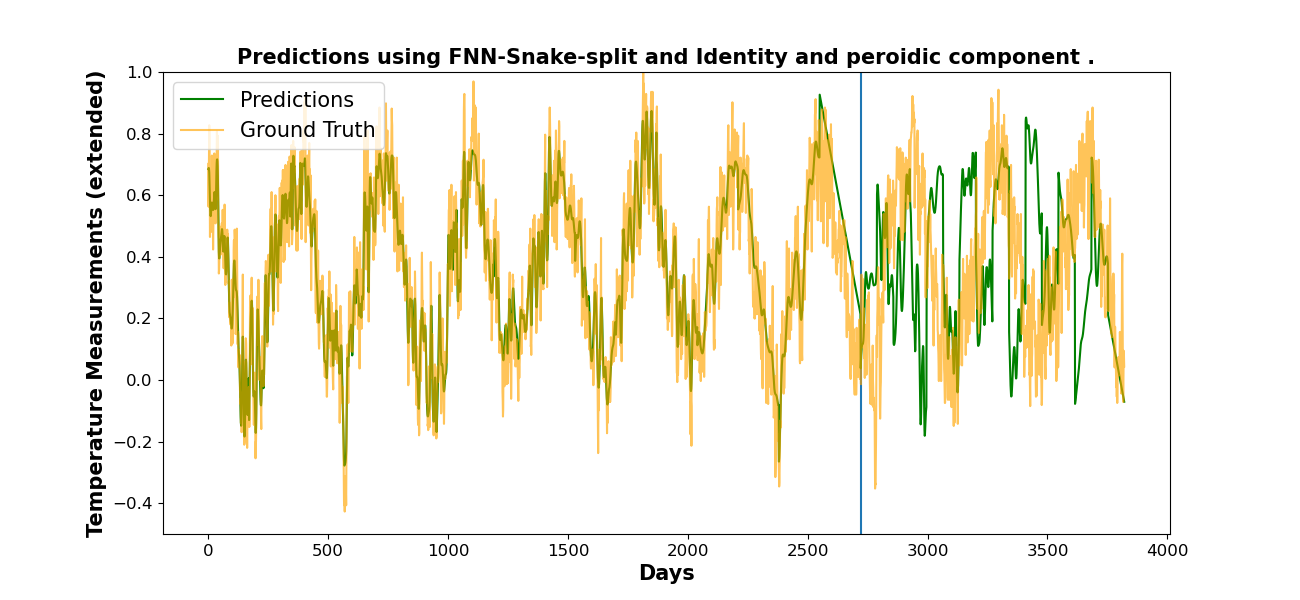 Predictions using FNN-Snake-split and Identity and peroidic component .
Temperature Measurements (extended)
1.0
0.8
0.6
0.4
0.2
0.0
−0.2
−0.4
Predictions
Ground Truth
0 500 1000 1500 2000 2500 3000 3500 4000
Days